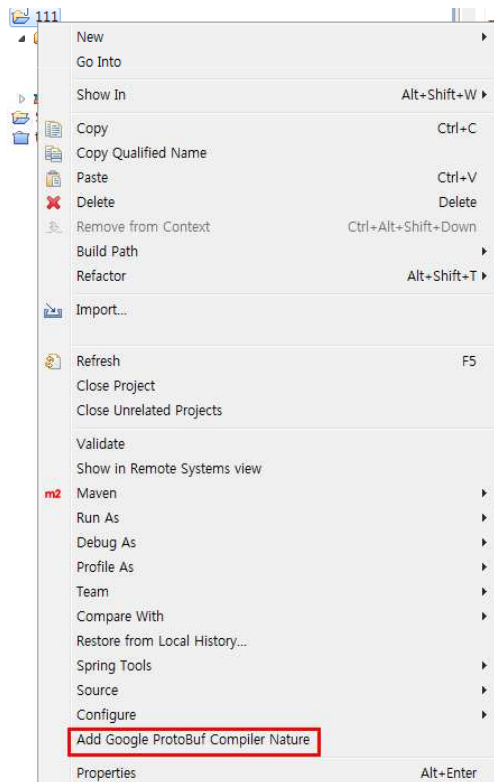 111
New
Go Into
Show In Alt+Shift+W
Copy Ctrl+C
Copy Qualified Name
Paste Ctrl+V
Delete Delete
Remove from Context Ctrl+Alt+Shift+Down
Build Path
Refactor Alt+Shift+T
Import...
Refresh F5
Close Project
Close Unrelated Projects
Validate
Show in Remote Systems view
m2 Maven
Run As
Debug As
Profile As
Team
Compare With
Restore from Local History...
Spring Tools
Source
Configure
Add Google ProtoBuf Compiler Nature
Properties Alt+Enter